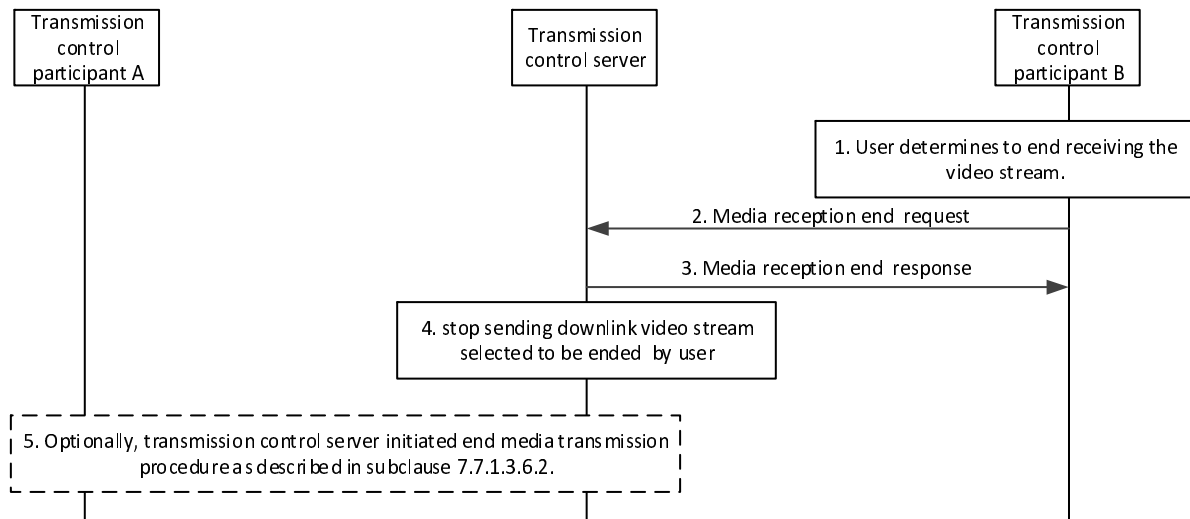 Transmission
control
participant A
Transmission
control server
Transmission
control
participant B
1. User determines to end receiving the
video stream.
2. Media reception end request
3. Media reception end response
4. stop sending downlink video stream
selected to be ended by user
5. Optionally, transmission control server initiated end media transmission
procedure as described in subclause 7.7.1.3.6.2.